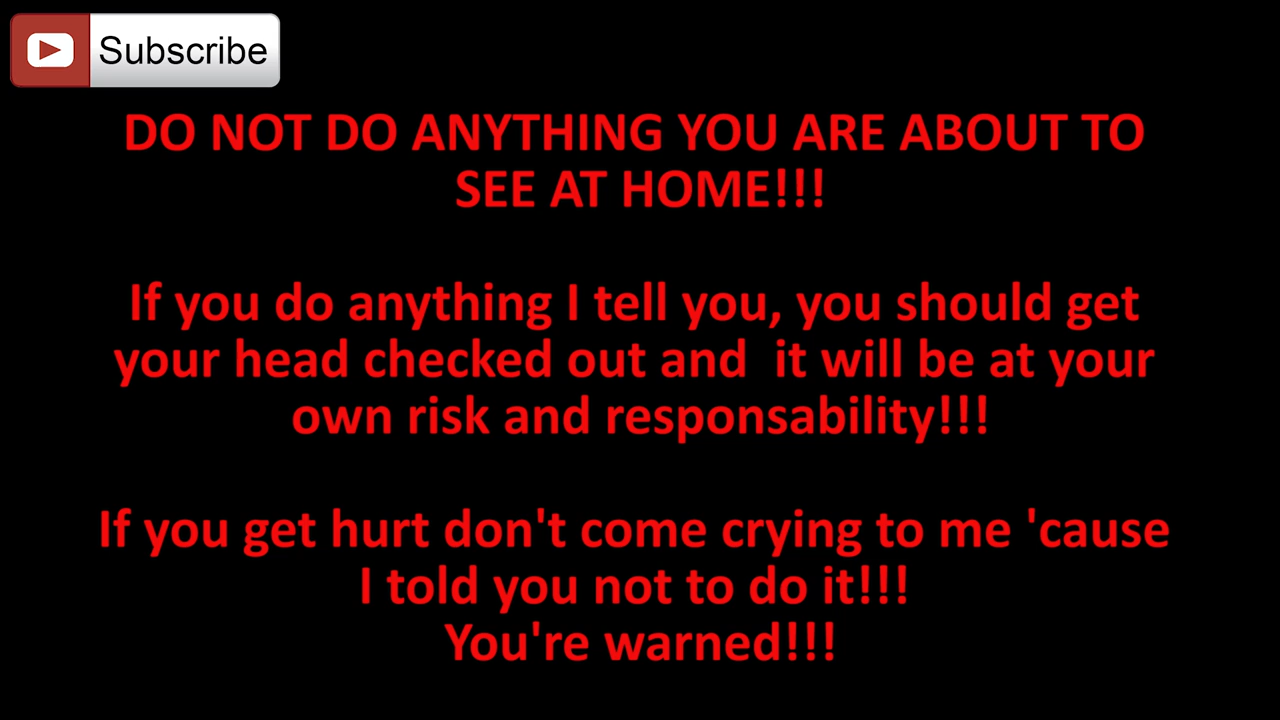 Subscribe
DO NOT DO ANYTHING YOU ARE ABOUT TO
SEE AT HOME!!!
If you do anything I tell you, you should get
your head checked out and  it will be at your
own risk and responsability!!!
If you get hurt don't come crying to me 'cause
I told you not to do it!!!
You're warned!!!